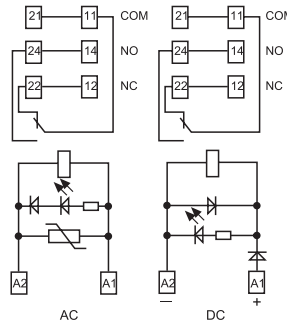 21 11 COM 21 11 COM
24 14 NO 24 14 NO
22 12 NC 22 12 NC
A2 A1 A2 A1
— +
AC DC